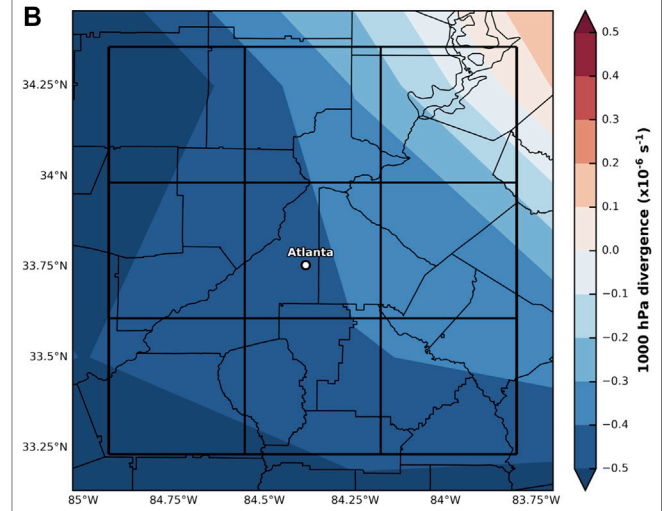 B
34.25°N
34°N
33.75°N
33.5°N
33.25°N
85°W
84.75°W
84.5°W
84.25°W
84°W
83.75°W
Atlanta
0.5
0.4
0.3
0.2
0.1
0.0
−0.1
−0.2
−0.3
−0.4
−0.5
1000 hPa divergence (x10⁻⁶ s⁻¹)